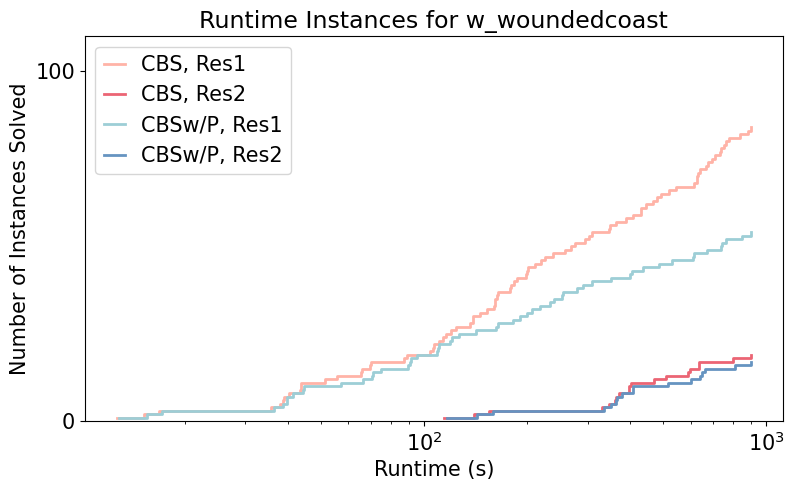 Runtime Instances for w_woundedcoast
Number of Instances Solved
100
0
CBS, Res1
CBS, Res2
CBSw/P, Res1
CBSw/P, Res2
10² 10³
Runtime (s)